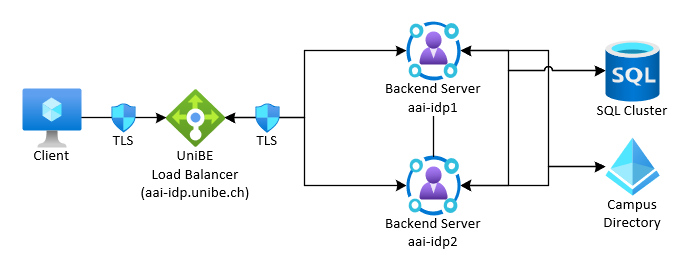 Client
TLS
UniBE
Load Balancer
(aai-idp.unibe.ch)
TLS
Backend Server
aai-idp1
Backend Server
aai-idp2
SQL
SQL Cluster
Campus
Directory